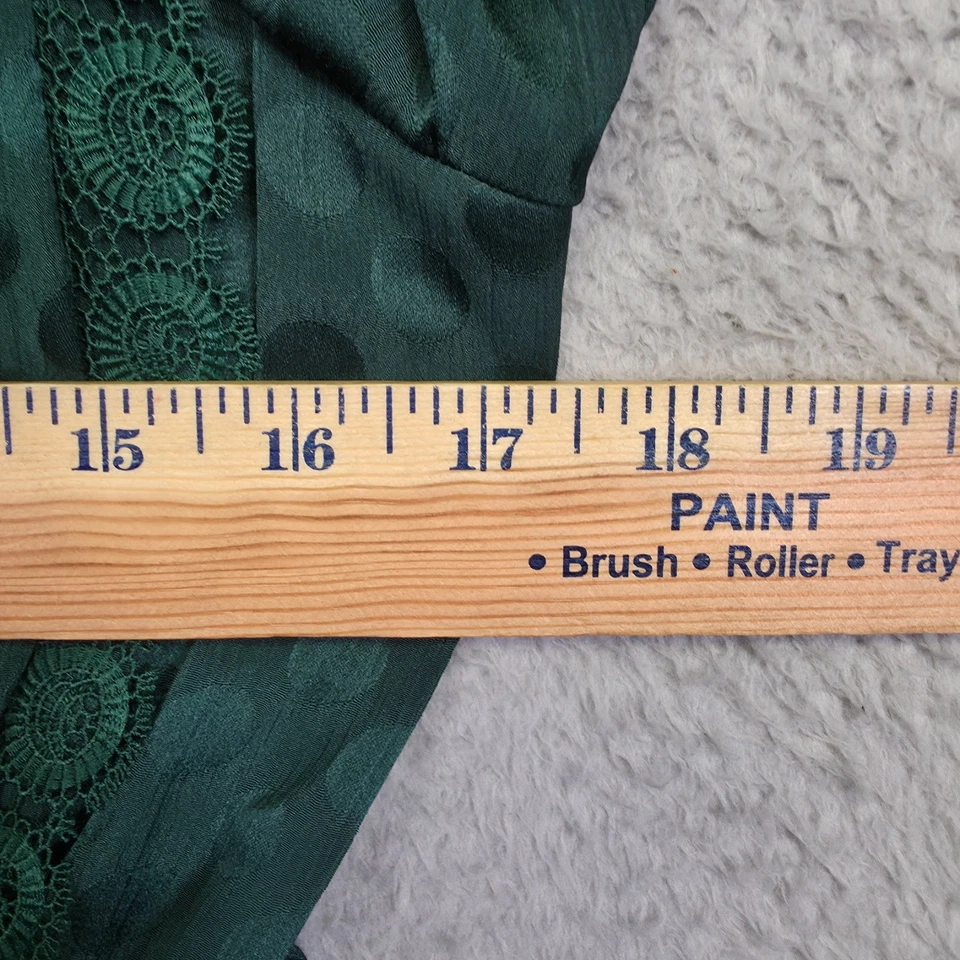 15 16 17 18 19
PAINT
• Brush • Roller • Tray